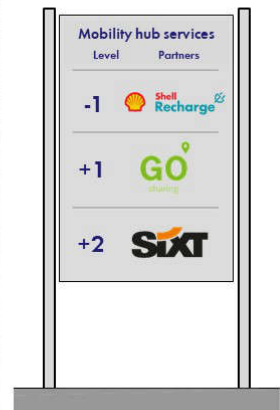 Mobility hub services
Level Partners
-1 Shell Recharge
+1 GO sharing
+2 SIXT